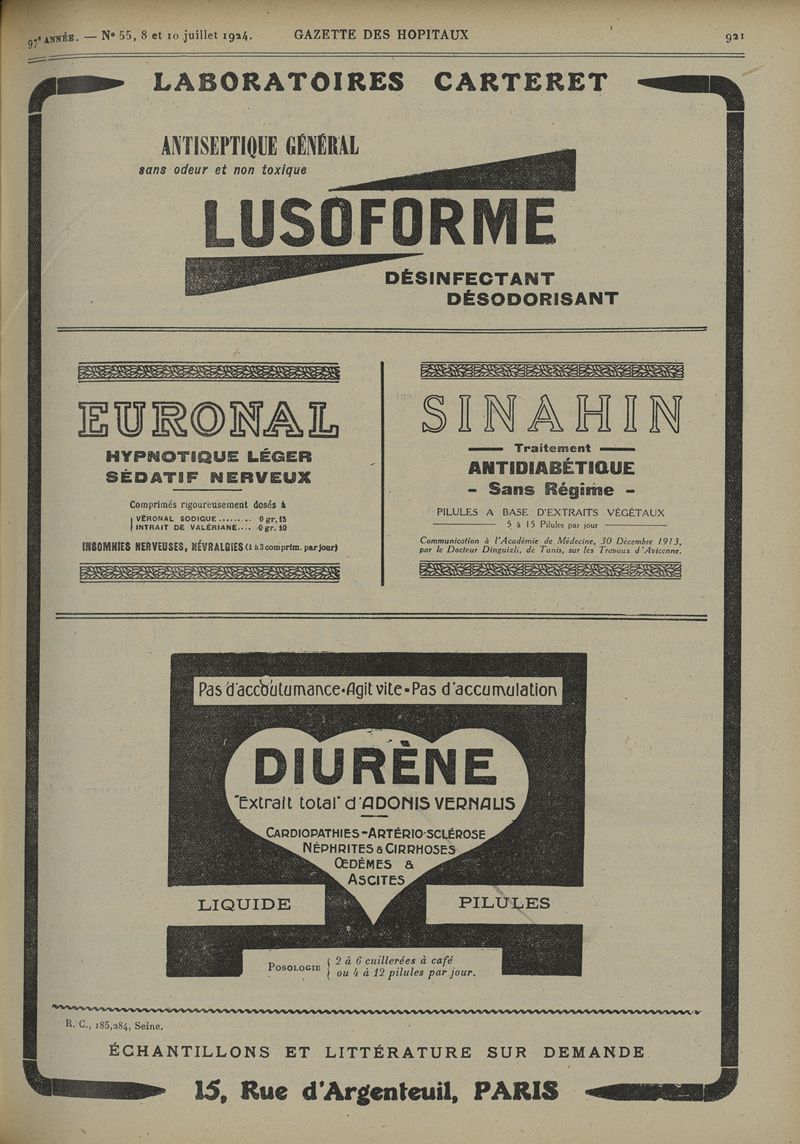 97e ANNÉE. — No 55, 8 et 10 juillet 1924. GAZETTE DES HOPITAUX 921
LABORATOIRES CARTERET
ANTISEPTIQUE GÉNÉRAL
sans odeur et non toxique
LUSOFORME
DÉSINFECTANT
DÉSODORISANT
EURONAL
HYPNOTIQUE LÉGER
SÉDATIF NERVEUX
Comprimés rigoureusement dosés à
VÉRONAL SODIQUE ......... 0 gr. 15
INTRAIT DE VALÉRIANE .... 0 gr. 10
INSOMNIES NERVEUSES, NÉVRALGIES (1 à 3 comprim. par jour)
SINAHIN
Traitement
ANTIDIABÉTIQUE
- Sans Régime -
PILULES A BASE D'EXTRAITS VÉGÉTAUX
5 à 15 Pilules par jour
Communication à l'Académie de Médecine, 30 Décembre 1913,
par le Docteur Dinguizli, de Tunis, sur les Travaux d'Avicenne.
Pas d'accoutumance • Agit vite - Pas d'accumulation
DIURÈNE
"Extrait total" d'ADONIS VERNALIS
CARDIOPATHIES - ARTÉRIO-SCLÉROSE
NÉPHRITES & CIRRHOSES
ŒDÈMES &
ASCITES
LIQUIDE PILULES
POSOLOGIE { 2 à 6 cuillerées à café
ou 4 à 12 pilules par jour.
R. C., 185,284, Seine.
ÉCHANTILLONS ET LITTÉRATURE SUR DEMANDE
15, Rue d'Argenteuil, PARIS